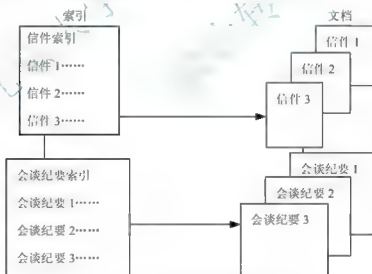 索引
信件索引
信件 1……
信件 2……
信件 3……
会谈纪要索引
会谈纪要 1……
会谈纪要 2……
会谈纪要 3……
文档
信件 1
信件 2
信件 3
会谈纪要 1
会谈纪要 2
会谈纪要 3